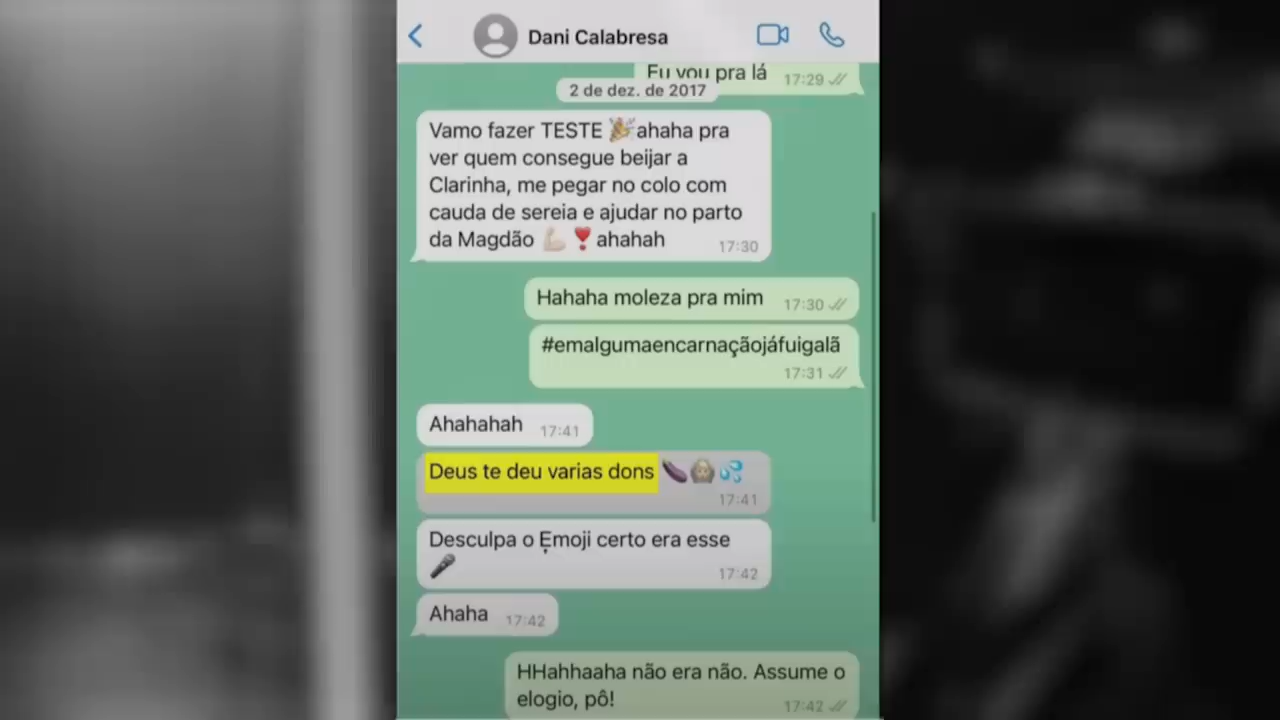 Dani Calabresa
Eu vou pra lá 17:29
2 de dez. de 2017
Vamo fazer TESTE 🎉ahaha pra
ver quem consegue beijar a
Clarinha, me pegar no colo com
cauda de sereia e ajudar no parto
da Magdão 💪🏻❣️ahahah 17:30
Hahaha moleza pra mim 17:30
#emalgumaencarnaçãojáfuigalã
17:31
Ahahahah 17:41
Deus te deu varias dons 🍆🙊💦
17:41
Desculpa o Ẹmoji certo era esse
🎤 17:42
Ahaha 17:42
HHahhaaha não era não. Assume o
elogio, pô! 17:42